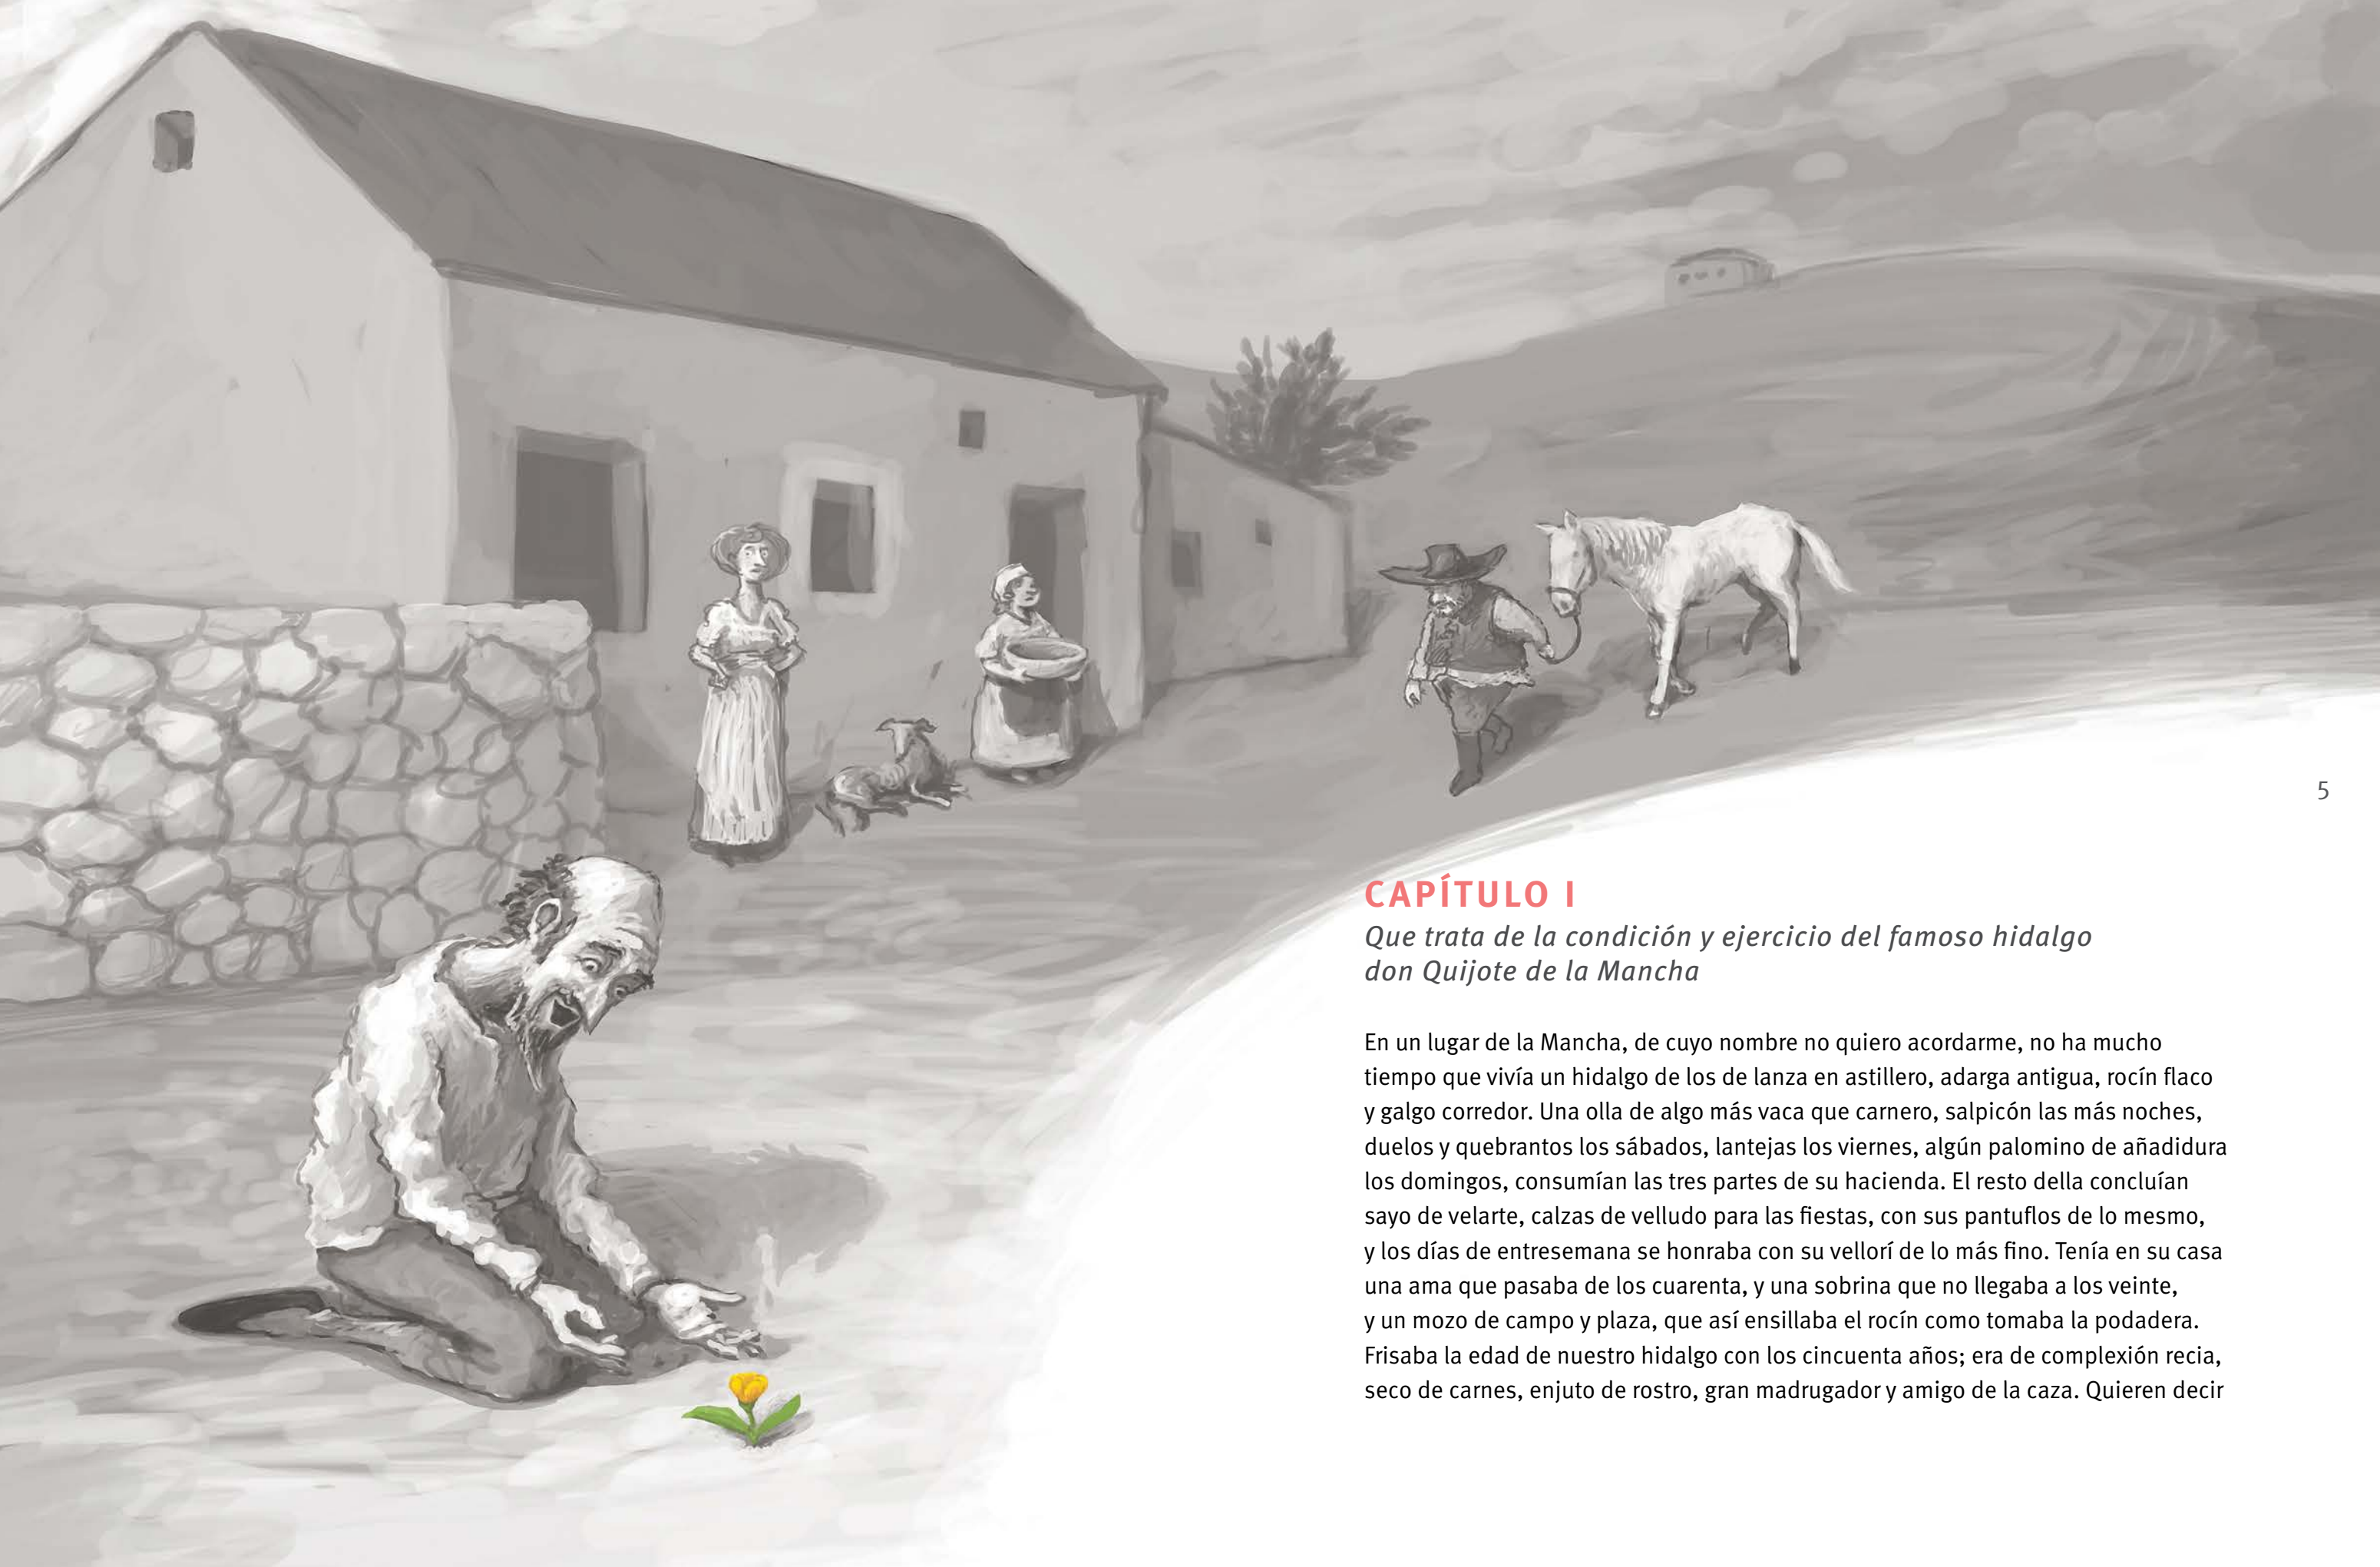 5
CAPÍTULO I
Que trata de la condición y ejercicio del famoso hidalgo
don Quijote de la Mancha
En un lugar de la Mancha, de cuyo nombre no quiero acordarme, no ha mucho
tiempo que vivía un hidalgo de los de lanza en astillero, adarga antigua, rocín flaco
y galgo corredor. Una olla de algo más vaca que carnero, salpicón las más noches,
duelos y quebrantos los sábados, lantejas los viernes, algún palomino de añadidura
los domingos, consumían las tres partes de su hacienda. El resto della concluían
sayo de velarte, calzas de velludo para las fiestas, con sus pantuflos de lo mesmo,
y los días de entresemana se honraba con su vellorí de lo más fino. Tenía en su casa
una ama que pasaba de los cuarenta, y una sobrina que no llegaba a los veinte,
y un mozo de campo y plaza, que así ensillaba el rocín como tomaba la podadera.
Frisaba la edad de nuestro hidalgo con los cincuenta años; era de complexión recia,
seco de carnes, enjuto de rostro, gran madrugador y amigo de la caza. Quieren decir